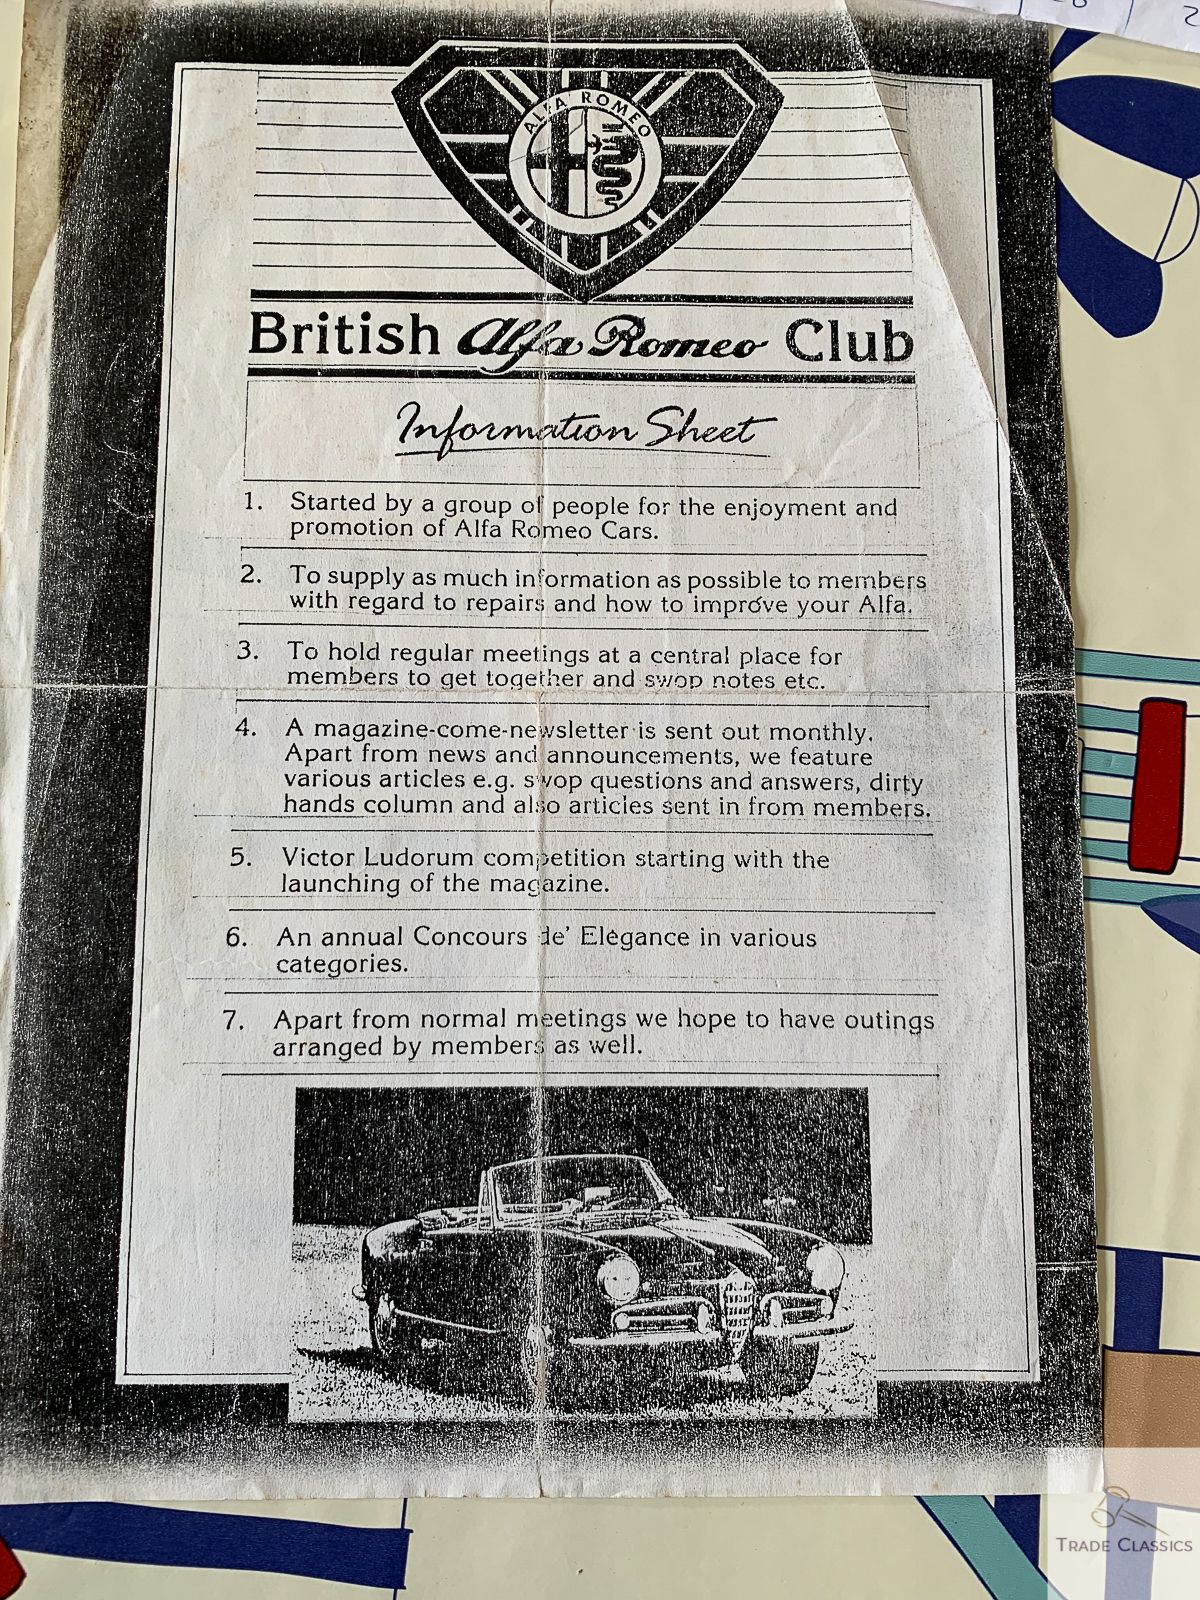 ALFA ROMEO
British Alfa Romeo Club
Information Sheet
1. Started by a group of people for the enjoyment and
promotion of Alfa Romeo Cars.
2. To supply as much information as possible to members
with regard to repairs and how to improve your Alfa.
3. To hold regular meetings at a central place for
members to get together and swop notes etc.
4. A magazine-come-newsletter is sent out monthly.
Apart from news and announcements, we feature
various articles e.g. swop questions and answers, dirty
hands column and also articles sent in from members.
5. Victor Ludorum competition starting with the
launching of the magazine.
6. An annual Concours de' Elégance in various
categories.
7. Apart from normal meetings we hope to have outings
arranged by members as well.
TRADE CLASSICS